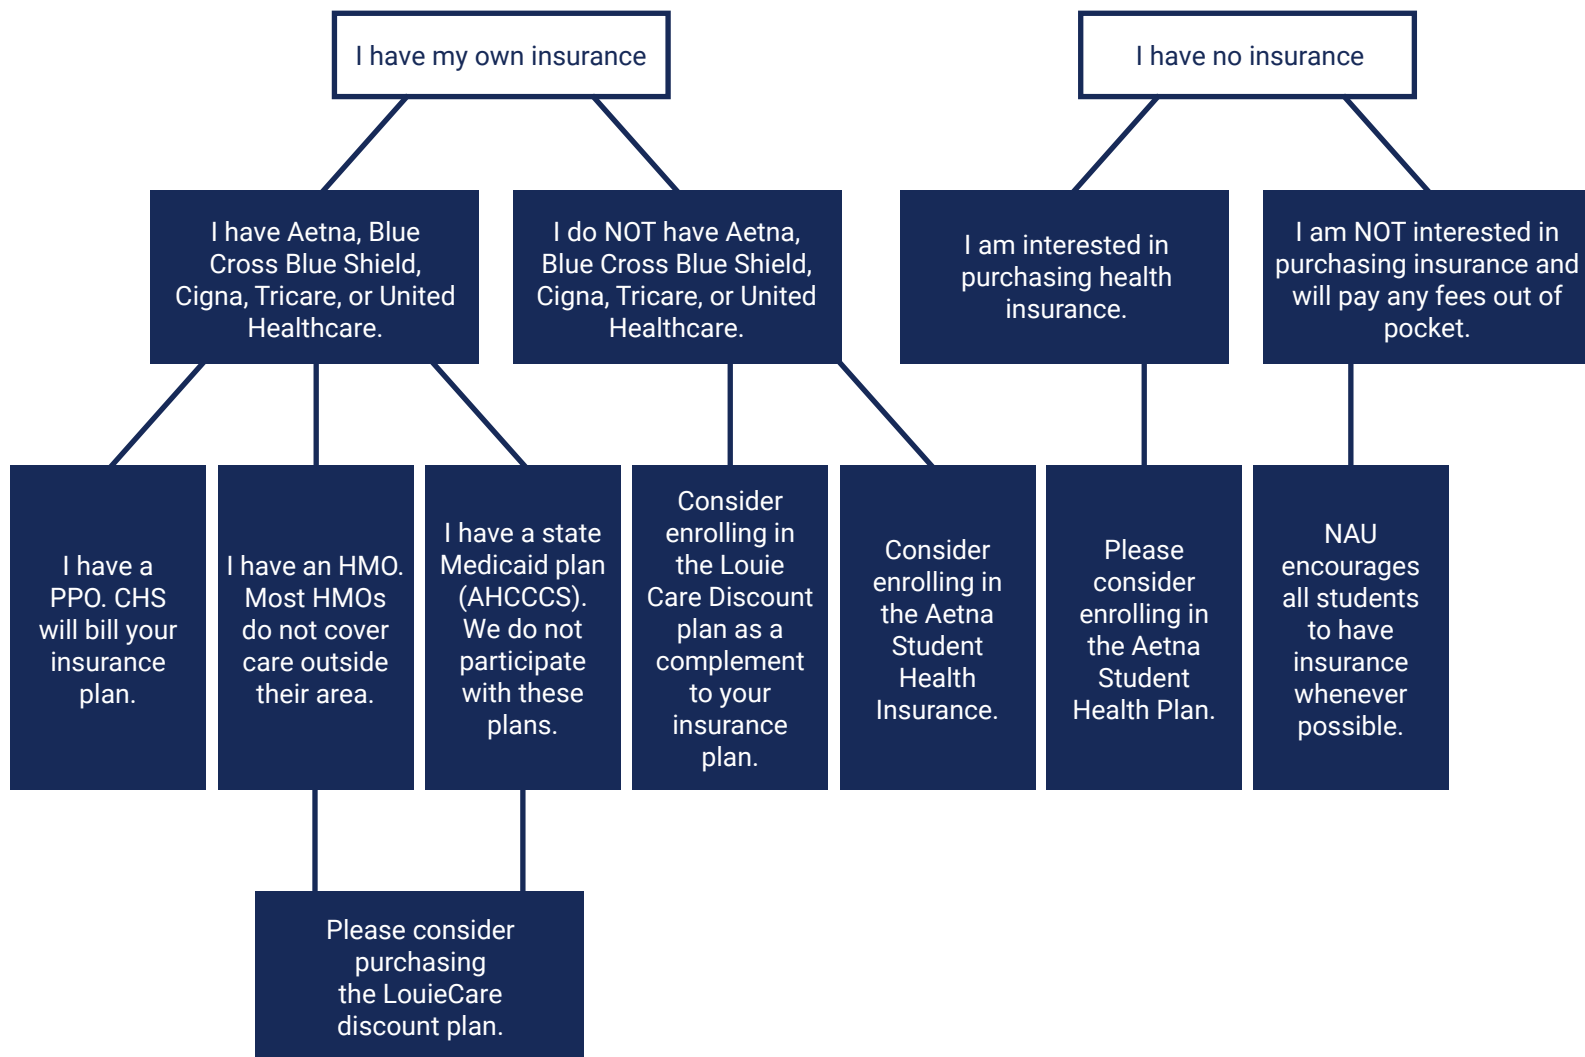 I have my own insurance
I have no insurance
I have Aetna, Blue
Cross Blue Shield,
Cigna, Tricare, or United
Healthcare.
I do NOT have Aetna,
Blue Cross Blue Shield,
Cigna, Tricare, or United
Healthcare.
I am interested in
purchasing health
insurance.
I am NOT interested in
purchasing insurance and
will pay any fees out of
pocket.
I have a
PPO. CHS
will bill your
insurance
plan.
I have an HMO.
Most HMOs
do not cover
care outside
their area.
I have a state
Medicaid plan
(AHCCCS).
We do not
participate
with these
plans.
Consider
enrolling in
the Louie
Care Discount
plan as a
complement
to your
insurance
plan.
Consider
enrolling in
the Aetna
Student
Health
Insurance.
Please
consider
enrolling in
the Aetna
Student
Health Plan.
NAU
encourages
all students
to have
insurance
whenever
possible.
Please consider
purchasing
the LouieCare
discount plan.